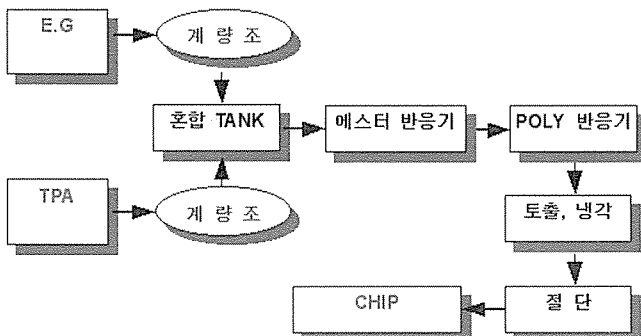 E.G
계 량 조
혼합 TANK
에스터 반응기
POLY 반응기
TPA
계 량 조
토출, 냉각
CHIP
절 단